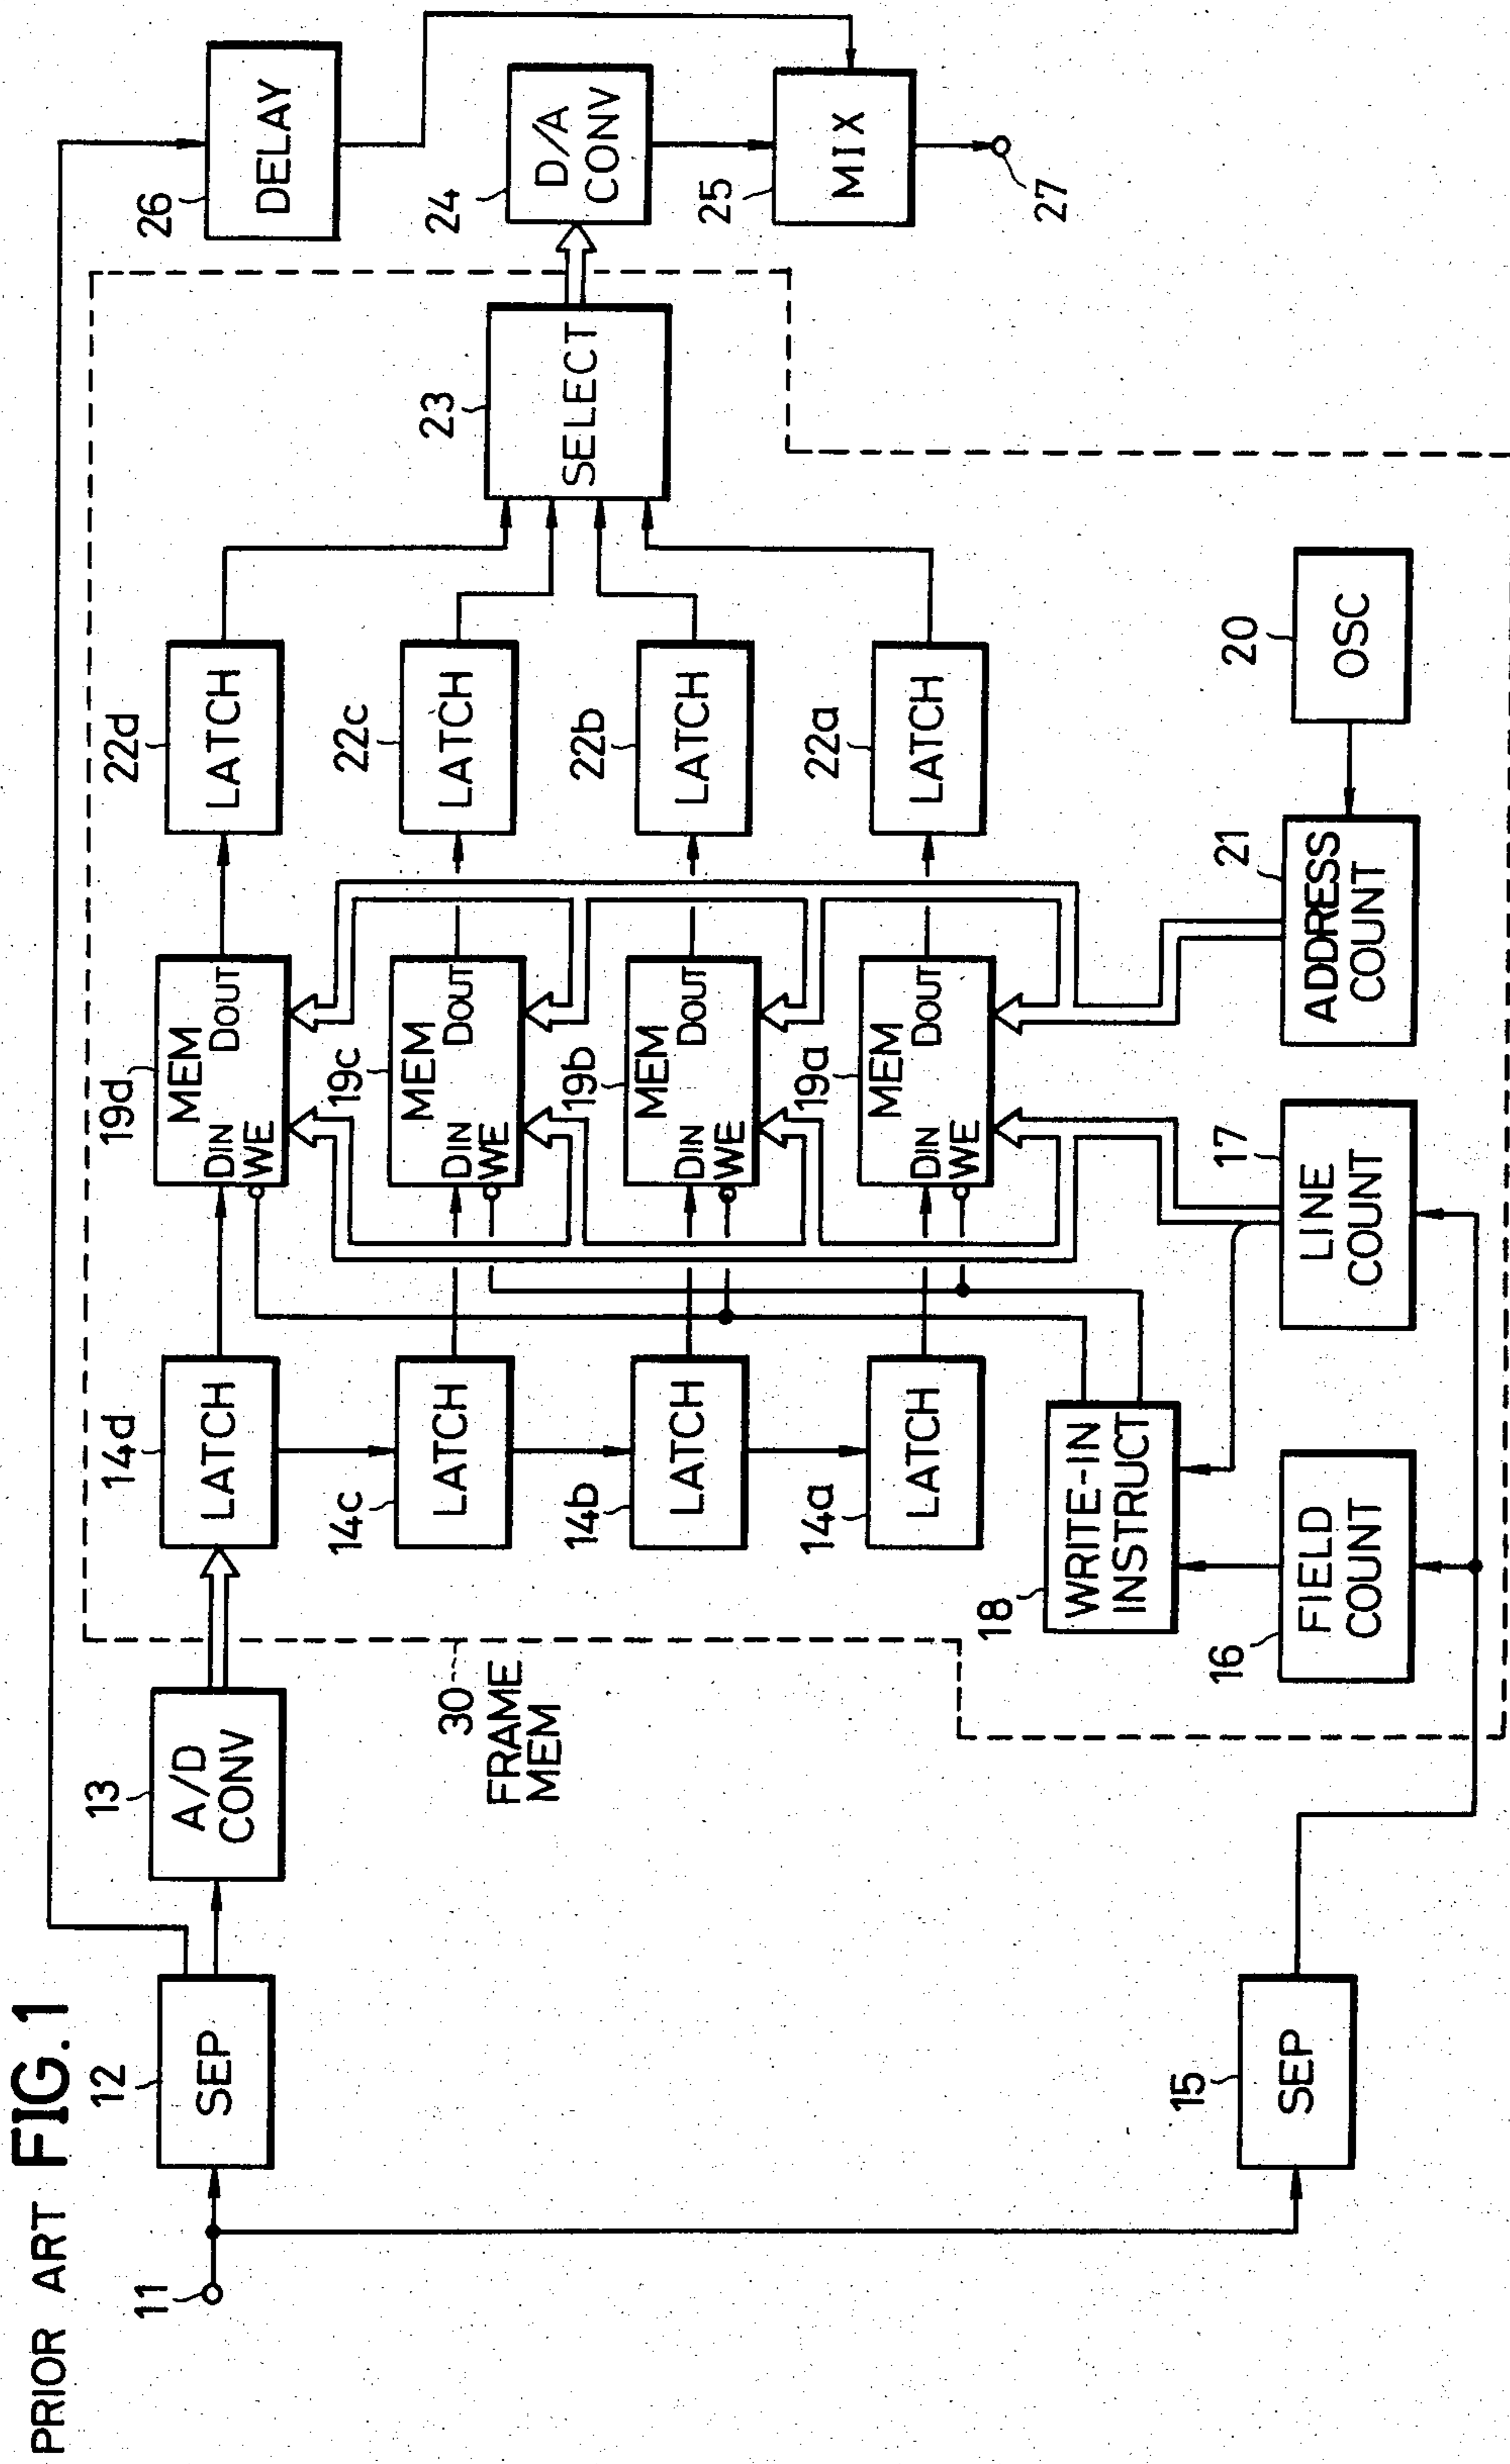 PRIOR ART FIG. 1
11
12
SEP
13
A/D
CONV
14d
LATCH
14c
LATCH
14b
LATCH
14a
LATCH
15
SEP
16
FIELD
COUNT
17
LINE
COUNT
18
WRITE-IN
INSTRUCT
19d
MEM
DIN DOUT
WE
19c
MEM
DIN DOUT
WE
19b
MEM
DIN DOUT
WE
19a
MEM
DIN DOUT
WE
20
OSC
21
ADDRESS
COUNT
22d
LATCH
22c
LATCH
22b
LATCH
22a
LATCH
23
SELECT
24
D/A
CONV
25
MIX
26
DELAY
27
30
FRAME
MEM